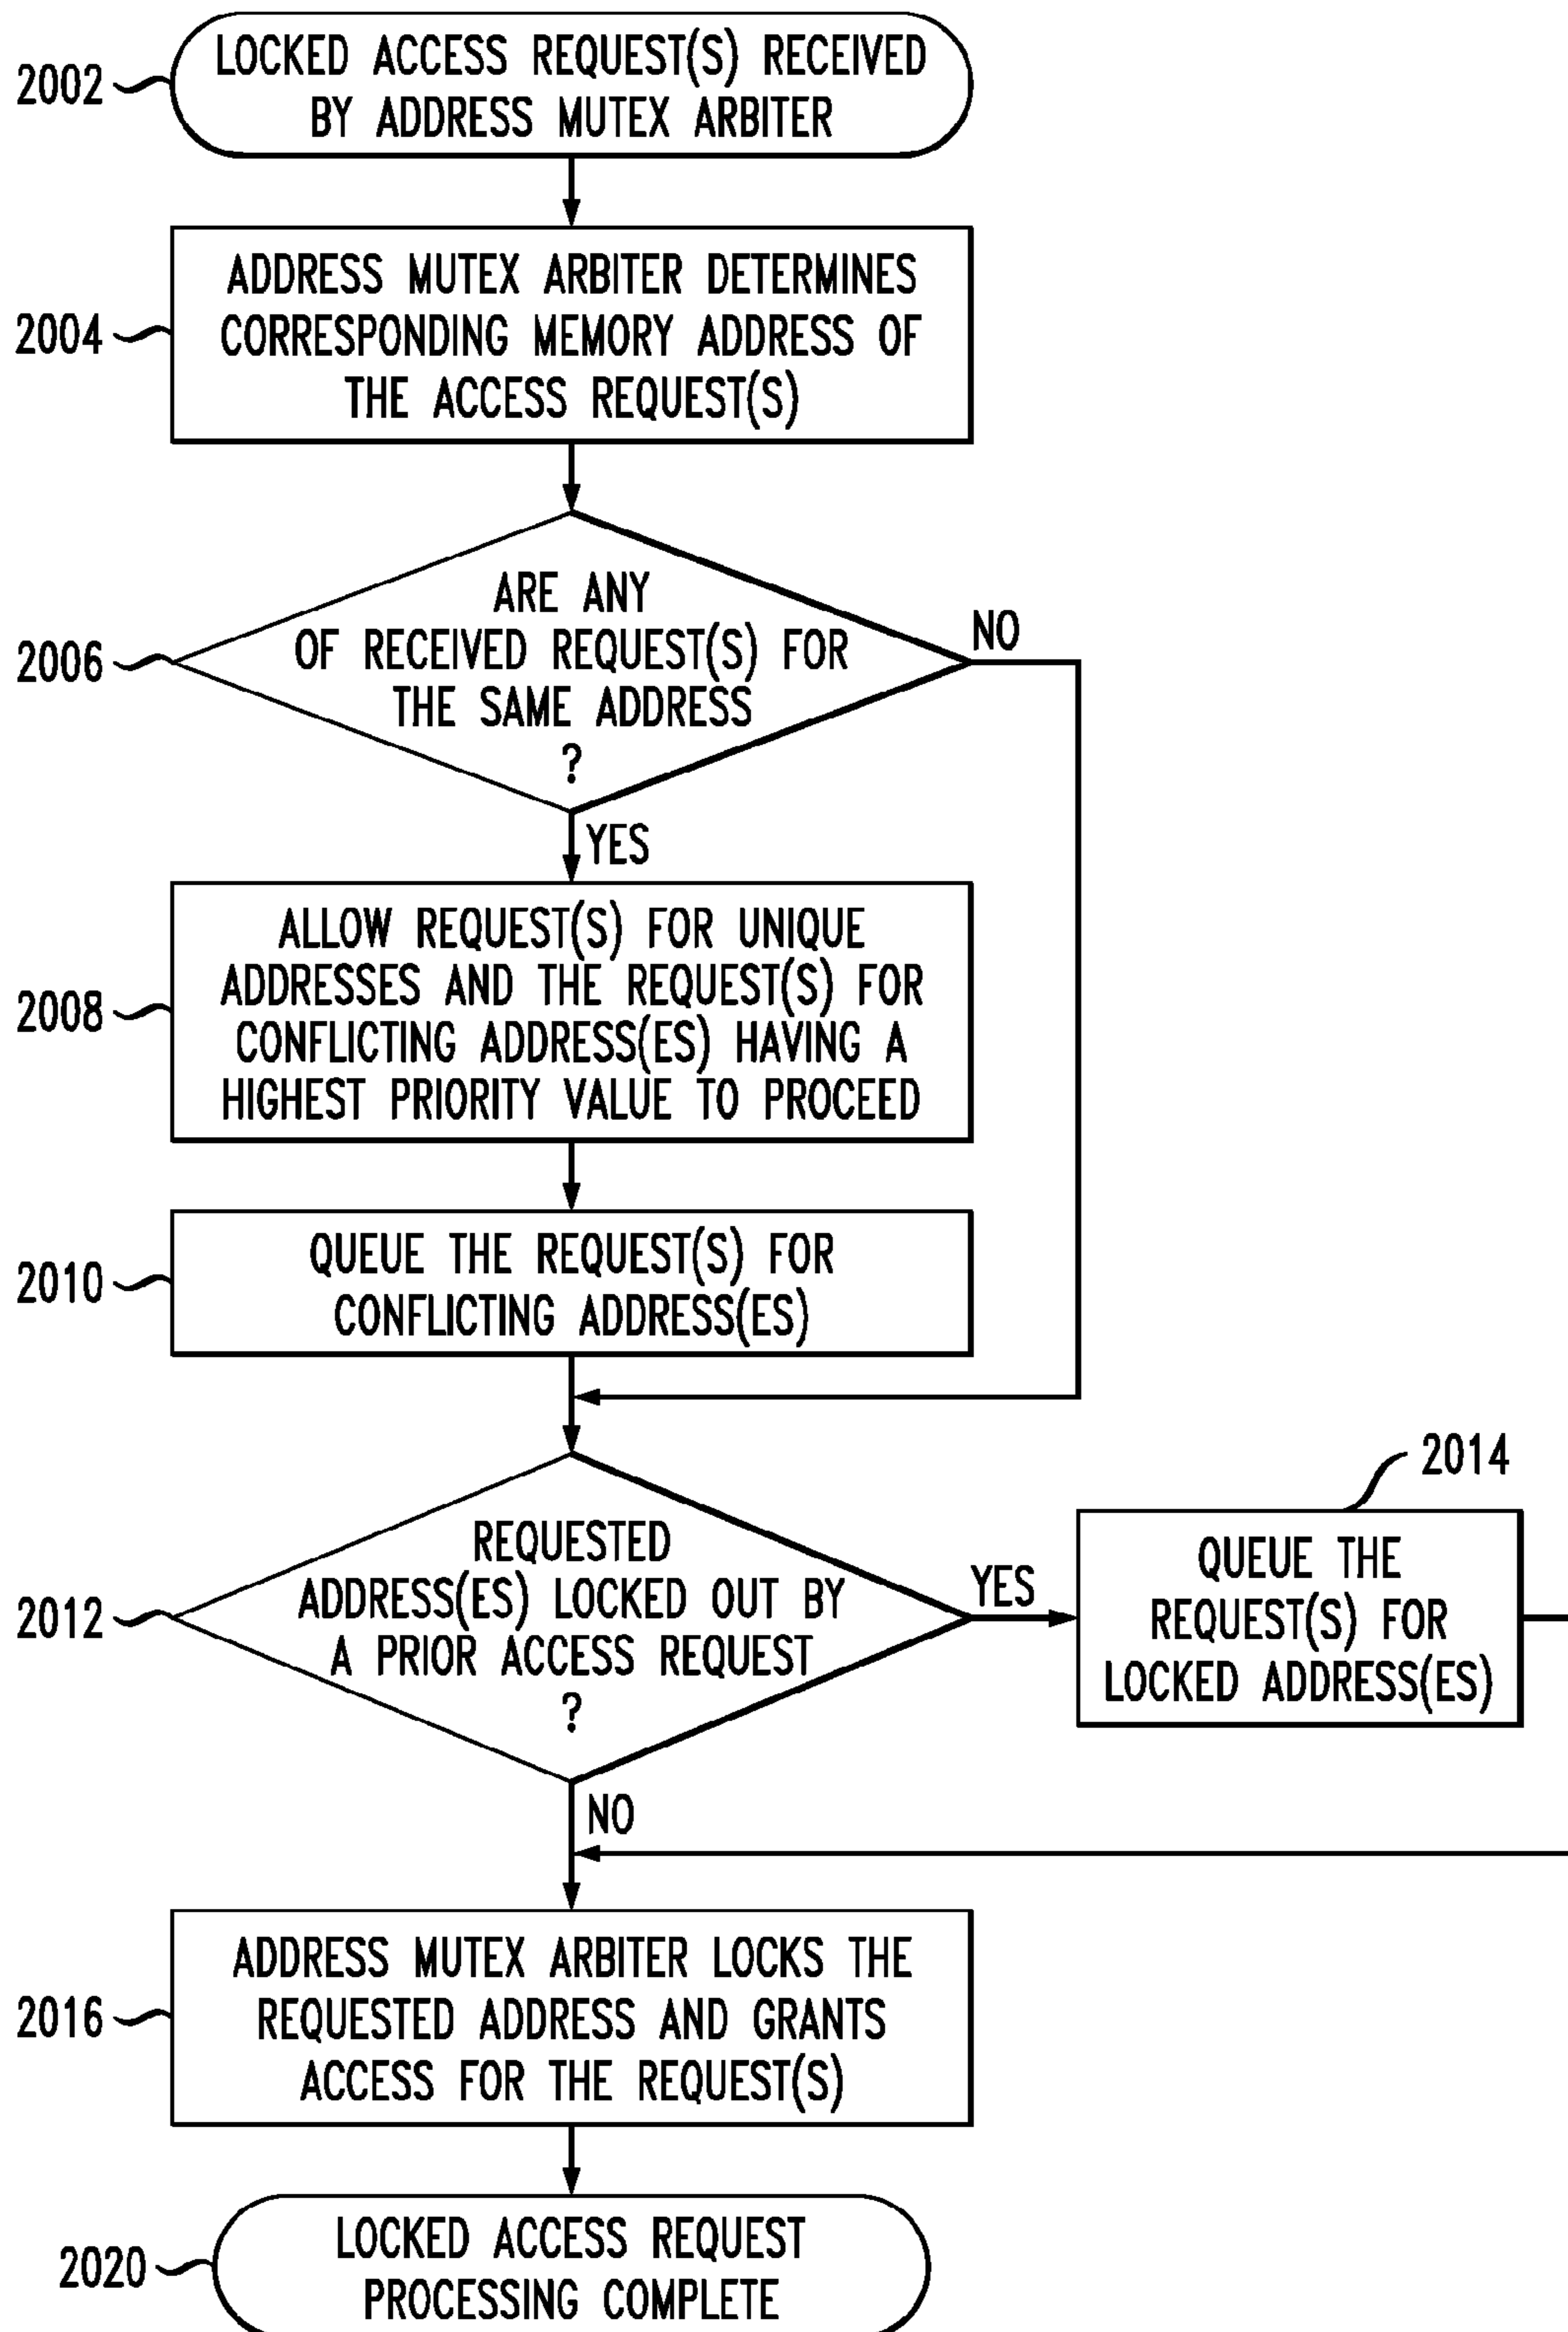 2002
LOCKED ACCESS REQUEST(S) RECEIVED
BY ADDRESS MUTEX ARBITER
2004
ADDRESS MUTEX ARBITER DETERMINES
CORRESPONDING MEMORY ADDRESS OF
THE ACCESS REQUEST(S)
2006
ARE ANY
OF RECEIVED REQUEST(S) FOR
THE SAME ADDRESS
?
NO
YES
2008
ALLOW REQUEST(S) FOR UNIQUE
ADDRESSES AND THE REQUEST(S) FOR
CONFLICTING ADDRESS(ES) HAVING A
HIGHEST PRIORITY VALUE TO PROCEED
2010
QUEUE THE REQUEST(S) FOR
CONFLICTING ADDRESS(ES)
2012
REQUESTED
ADDRESS(ES) LOCKED OUT BY
A PRIOR ACCESS REQUEST
?
YES
2014
QUEUE THE
REQUEST(S) FOR
LOCKED ADDRESS(ES)
NO
2016
ADDRESS MUTEX ARBITER LOCKS THE
REQUESTED ADDRESS AND GRANTS
ACCESS FOR THE REQUEST(S)
2020
LOCKED ACCESS REQUEST
PROCESSING COMPLETE